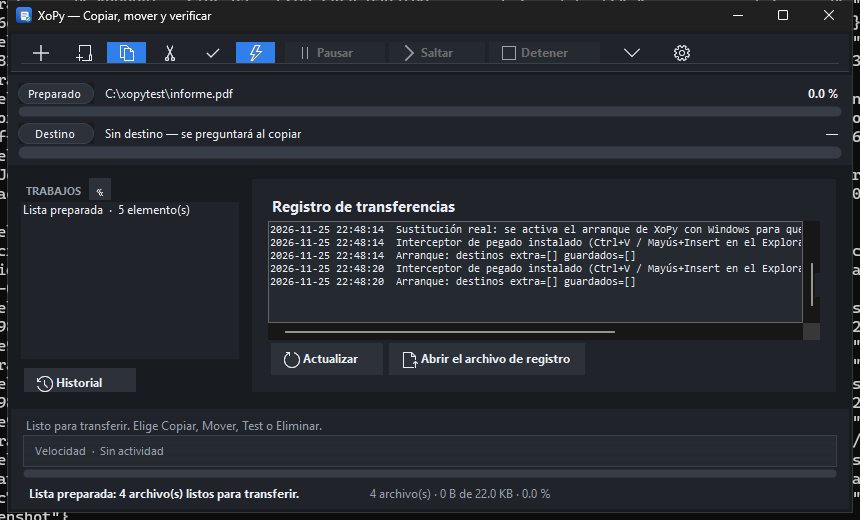 XoPy — Copiar, mover y verificar
Pausar
Saltar
Detener
Preparado
C:\xopytest\informe.pdf
0.0 %
Destino
Sin destino — se preguntará al copiar
—
TRABAJOS
Lista preparada · 5 elemento(s)
Historial
Registro de transferencias
2026-11-25 22:48:14 Sustitución real: se activa el arranque de XoPy con Windows para que
2026-11-25 22:48:14 Interceptor de pegado instalado (Ctrl+V / Mayús+Insert en el Explora
2026-11-25 22:48:14 Arranque: destinos extra=[] guardados=[]
2026-11-25 22:48:20 Interceptor de pegado instalado (Ctrl+V / Mayús+Insert en el Explora
2026-11-25 22:48:20 Arranque: destinos extra=[] guardados=[]
Actualizar
Abrir el archivo de registro
Listo para transferir. Elige Copiar, Mover, Test o Eliminar.
Velocidad · Sin actividad
Lista preparada: 4 archivo(s) listos para transferir.
4 archivo(s) · 0 B de 22.0 KB · 0.0 %